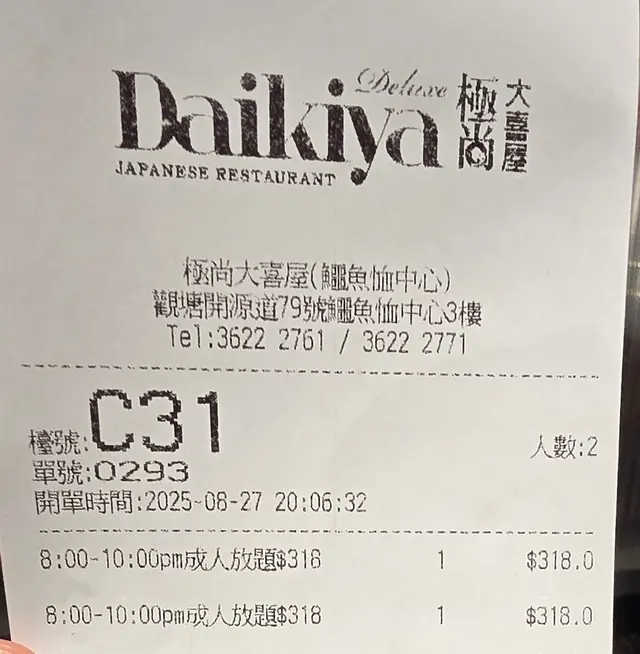 Daikiya Deluxe 極尚 大喜屋
JAPANESE RESTAURANT
極尚大喜屋(鱷魚恤中心)
觀塘開源道79號鱷魚恤中心3樓
Tel:3622 2761 / 3622 2771
檯號:C31 人數:2
單號:0293
開單時間:2025-08-27 20:06:32
8:00-10:00pm成人放題$318 1 $318.0
8:00-10:00pm成人放題$318 1 $318.0